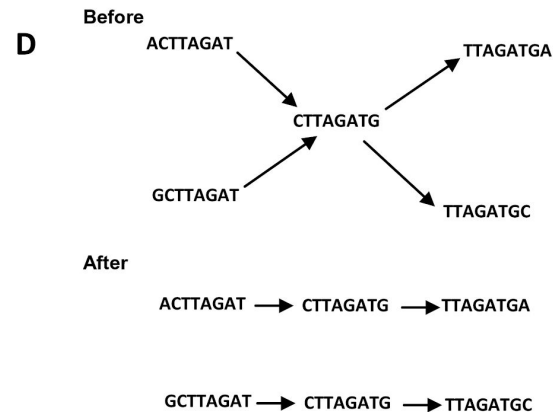 Before
D
ACTTAGAT
TTAGATGA
CTTAGATG
GCTTAGAT
TTAGATGC
After
ACTTAGAT CTTAGATG TTAGATGA
GCTTAGAT CTTAGATG TTAGATGC